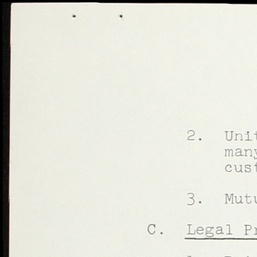 2. Unit
many
cust
3. Mutu
C. Legal Pr